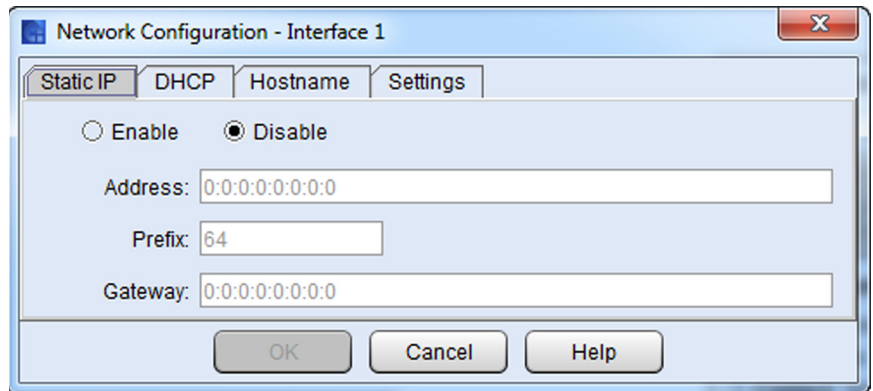 Network Configuration - Interface 1
Static IP DHCP Hostname Settings
Enable Disable
Address: 0:0:0:0:0:0:0:0
Prefix: 64
Gateway: 0:0:0:0:0:0:0:0
OK Cancel Help